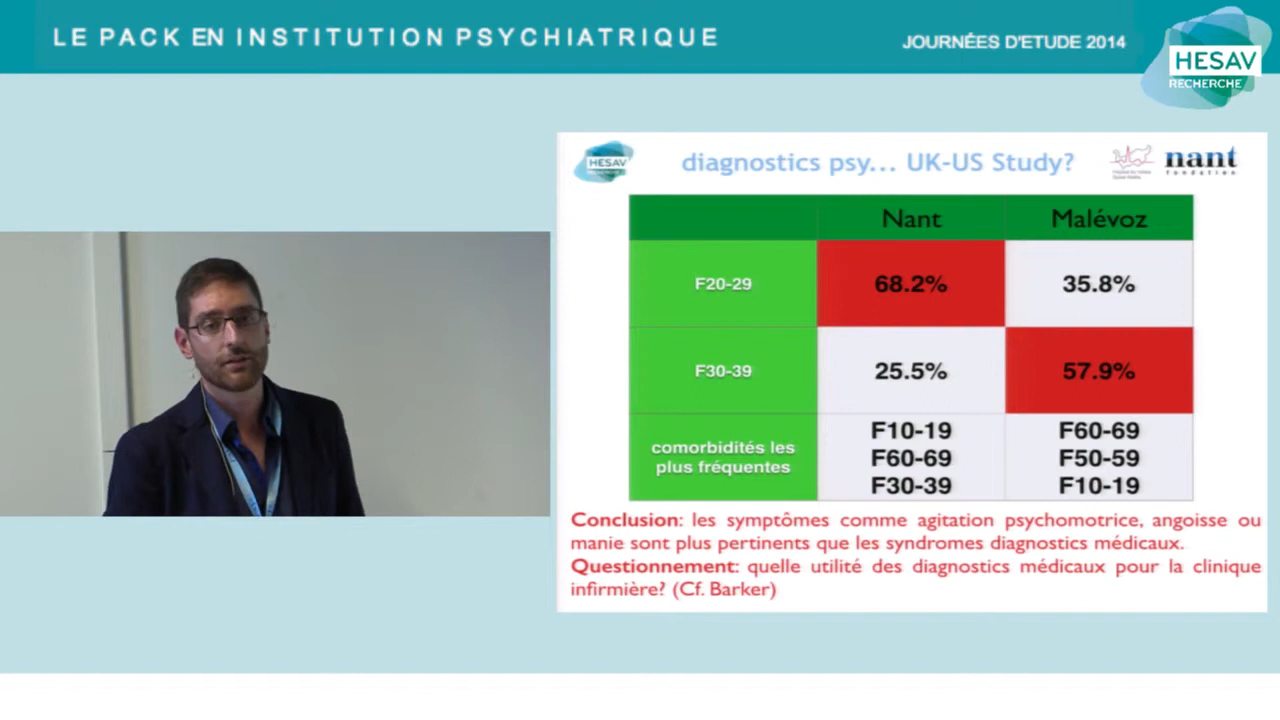 LE PACK EN INSTITUTION PSYCHIATRIQUE
JOURNÉES D'ETUDE 2014
HESAV
RECHERCHE
HESAV
diagnostics psy... UK-US Study?
nant
fondation
Nant
Malévoz
F20-29
68.2%
35.8%
F30-39
25.5%
57.9%
comorbidités les
plus fréquentes
F10-19
F60-69
F30-39
F60-69
F50-59
F10-19
Conclusion: les symptômes comme agitation psychomotrice, angoisse ou
manie sont plus pertinents que les syndromes diagnostics médicaux.
Questionnement: quelle utilité des diagnostics médicaux pour la clinique
infirmière? (Cf. Barker)